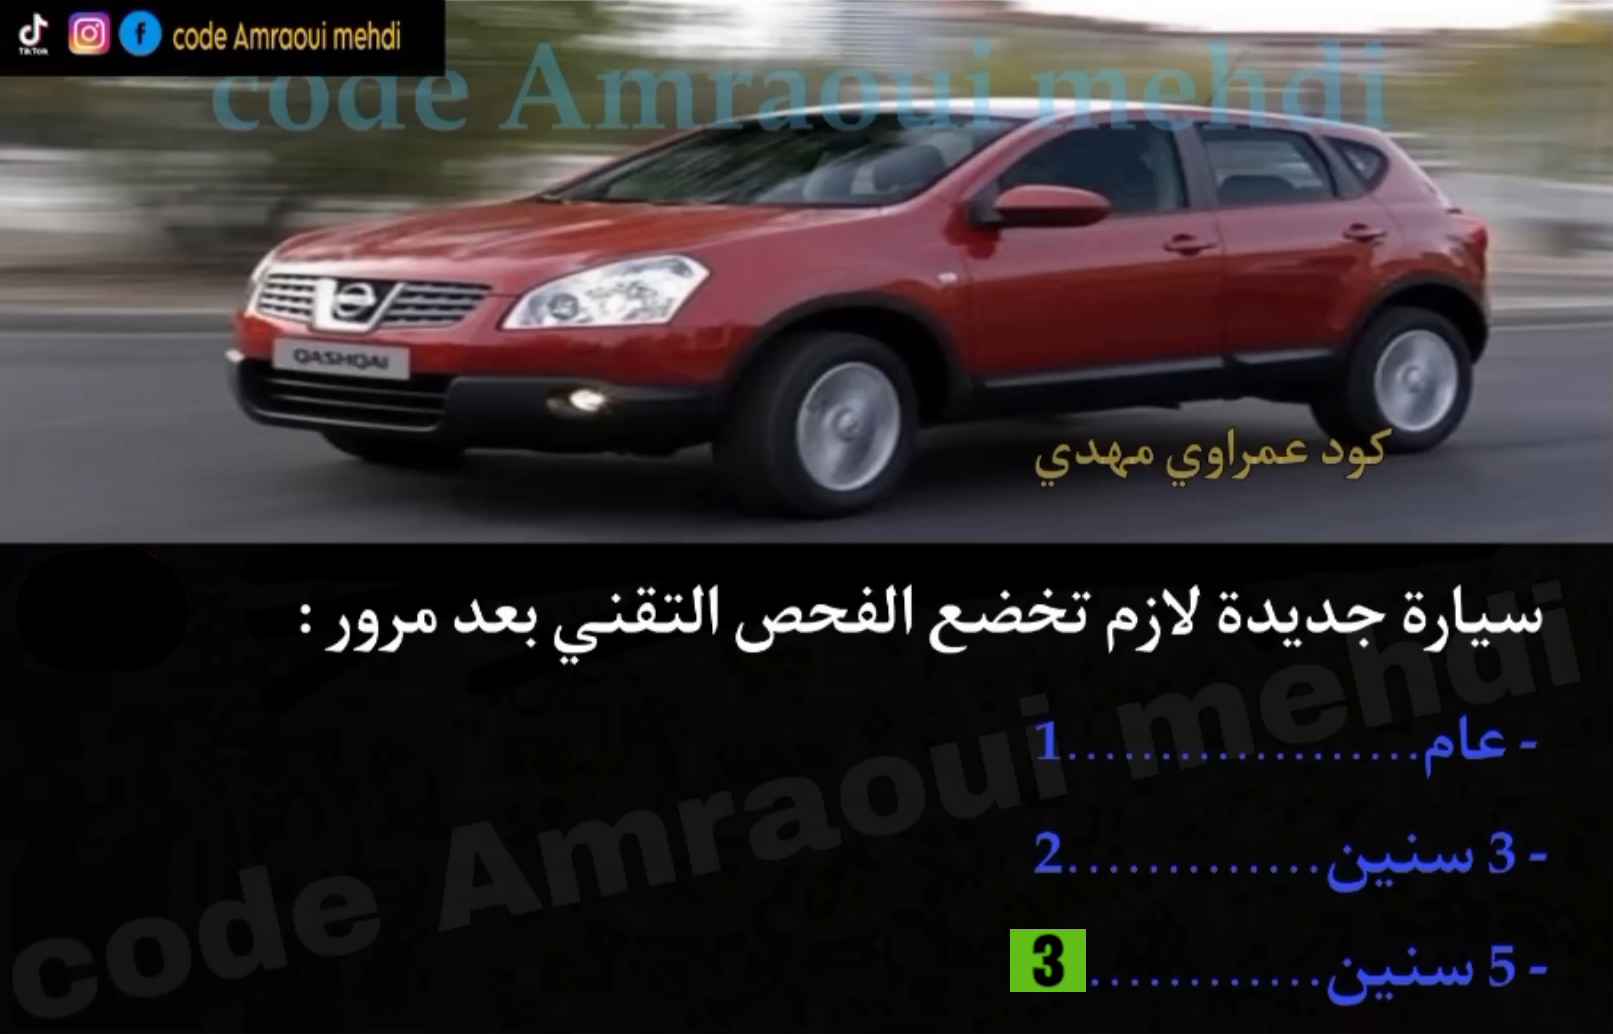 TikTok code Amraoui mehdi
code Amraoui mehdi
QASHQAI
كود عمراوي مهدي
سيارة جديدة لازم تخضع الفحص التقني بعد مرور :
- عام...................1
- 3 سنين.............2
- 5 سنين............3
code Amraoui mehdi